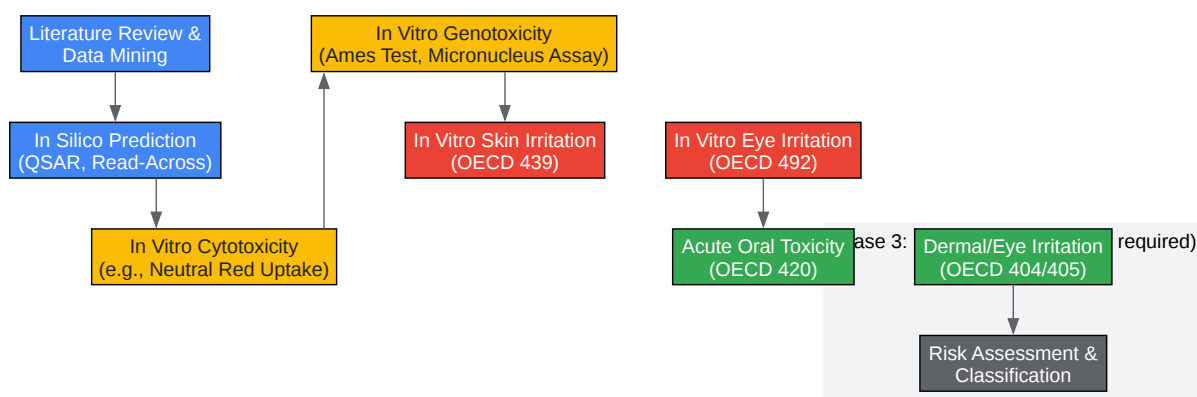 Literature Review &
Data Mining
In Vitro Genotoxicity
(Ames Test, Micronucleus Assay)
In Silico Prediction
(QSAR, Read-Across)
In Vitro Skin Irritation
(OECD 439)
In Vitro Eye Irritation
(OECD 492)
In Vitro Cytotoxicity
(e.g., Neutral Red Uptake)
Acute Oral Toxicity
(OECD 420)
ase 3:
Dermal/Eye Irritation
(OECD 404/405)
required)
Risk Assessment &
Classification